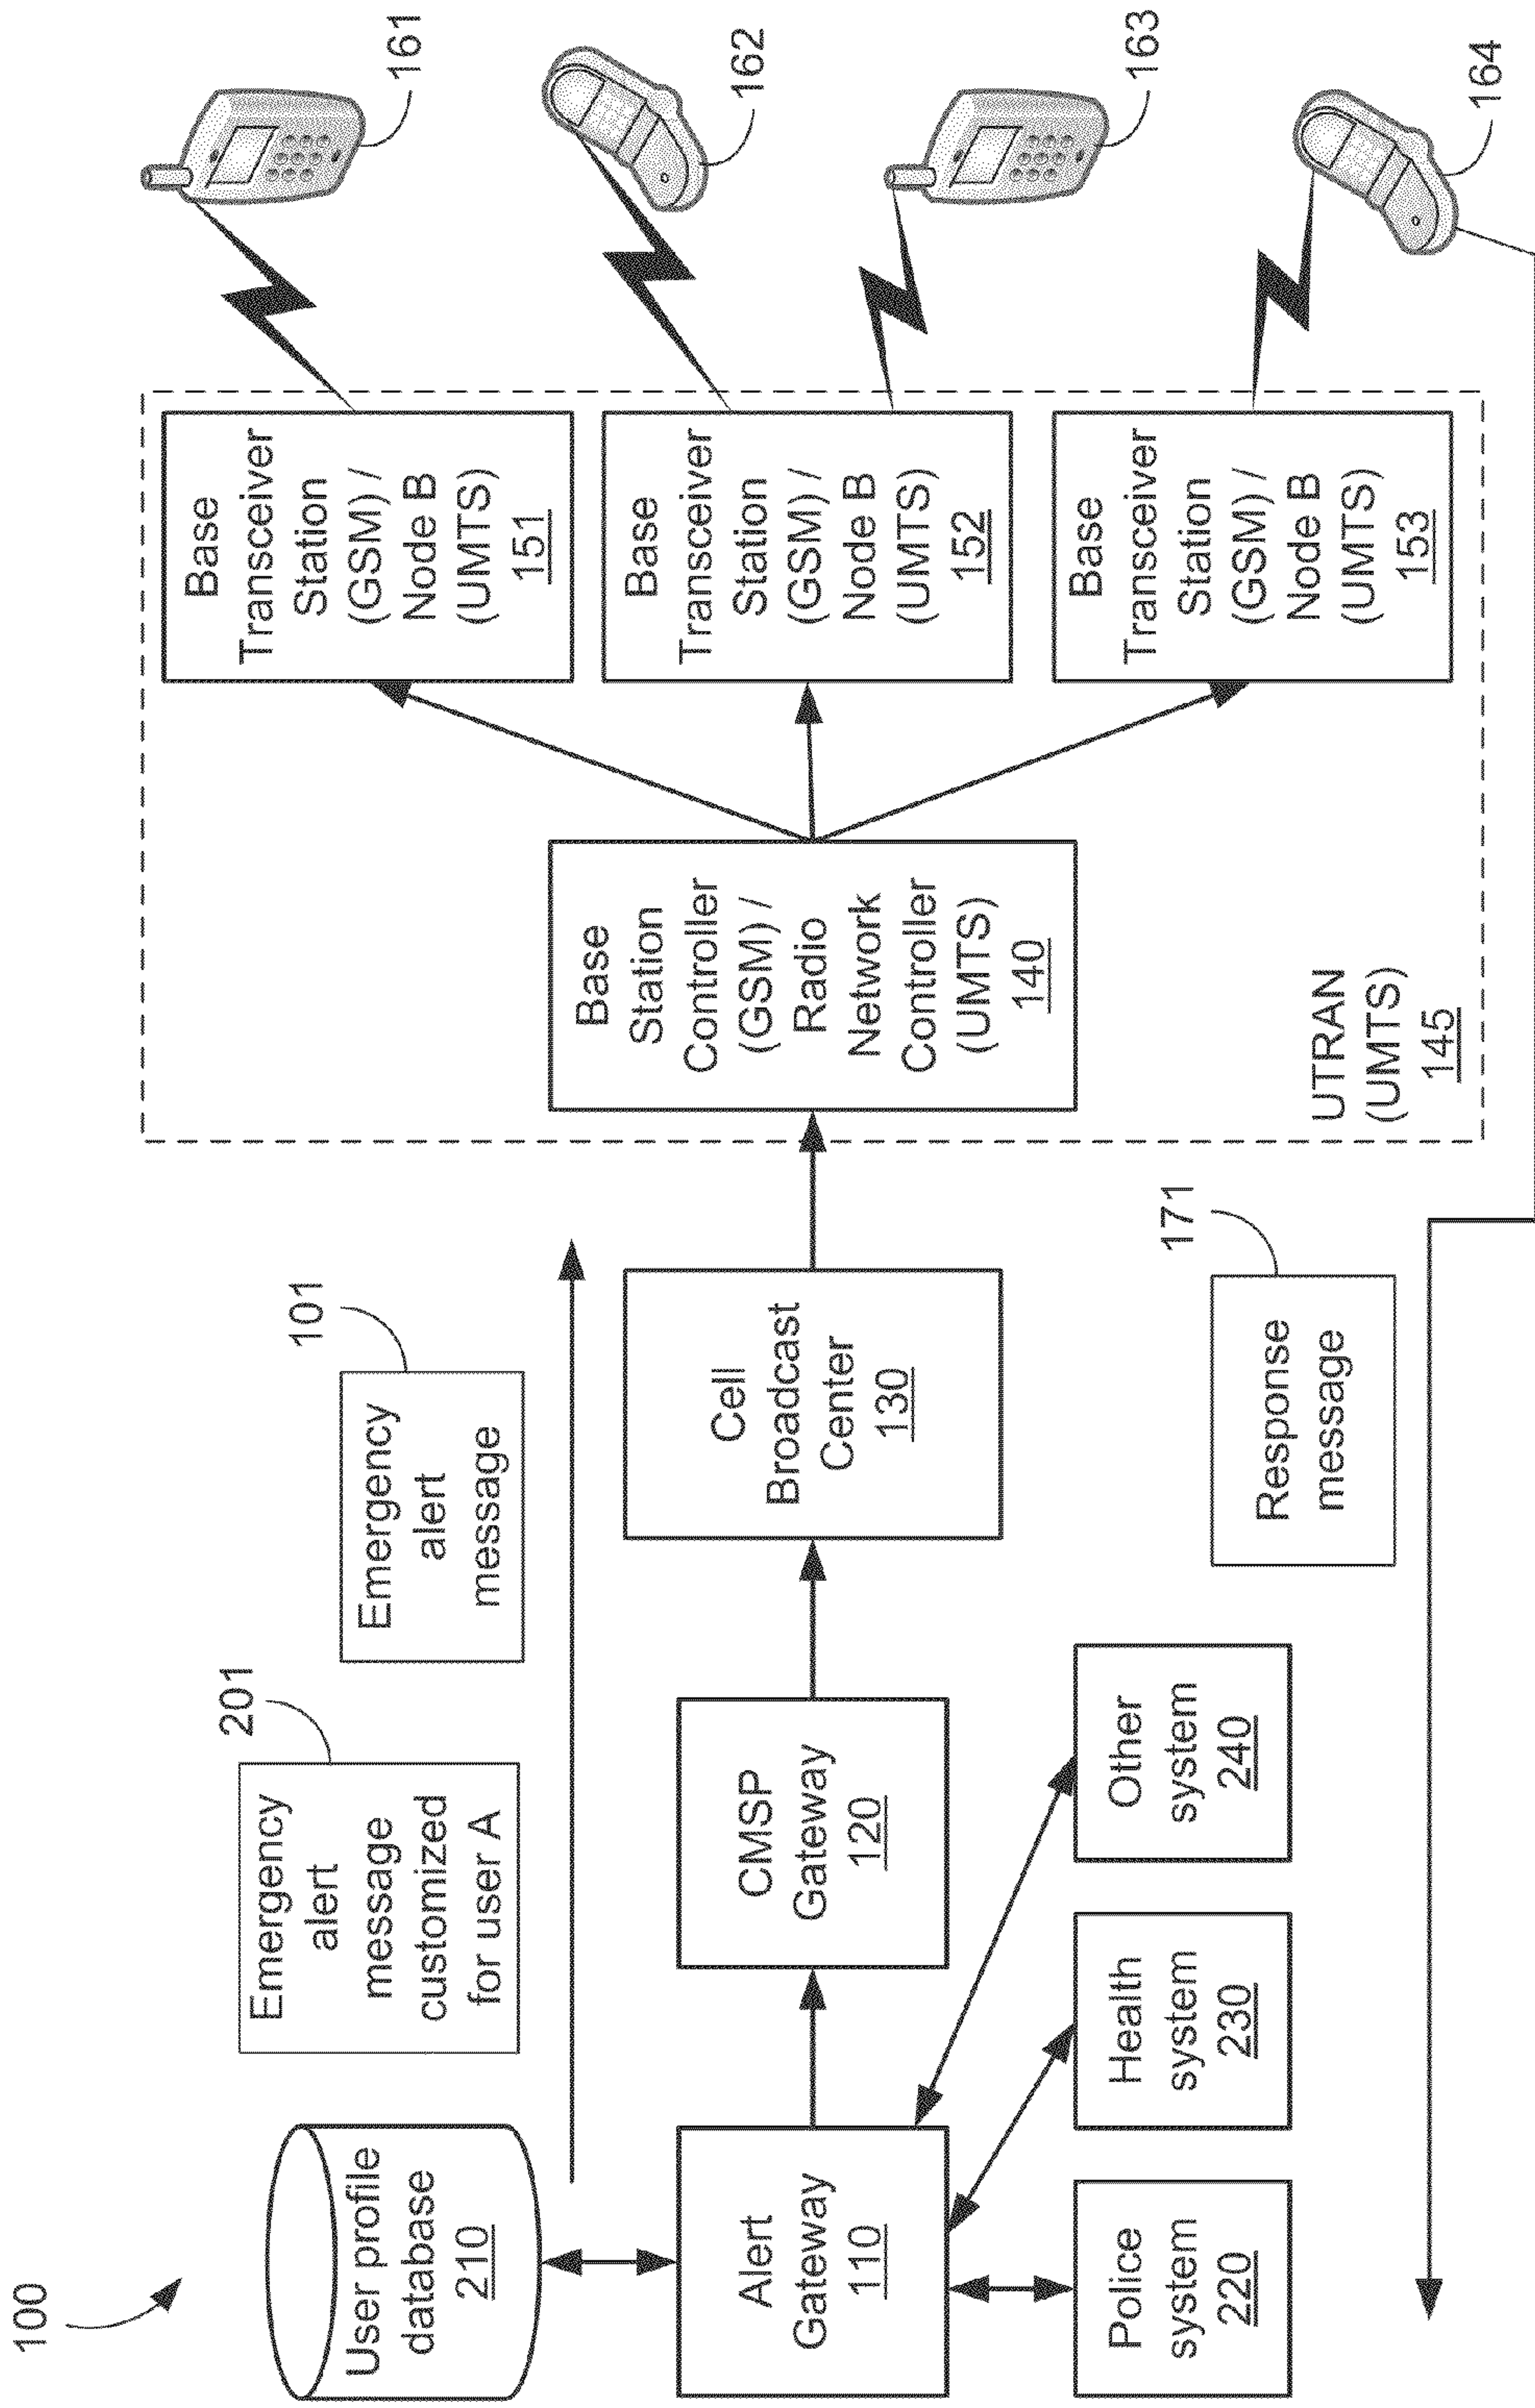 100
User profile
database
210
Emergency
alert
message
customized
for user A
201
Emergency
alert
message
101
Alert
Gateway
110
CMSP
Gateway
120
Cell
Broadcast
Center
130
Base
Station
Controller
(GSM) /
Radio
Network
Controller
(UMTS)
140
Base
Transceiver
Station
(GSM) /
Node B
(UMTS)
151
Base
Transceiver
Station
(GSM) /
Node B
(UMTS)
152
Base
Transceiver
Station
(GSM) /
Node B
(UMTS)
153
161
162
163
164
UTRAN
(UMTS)
145
Police
system
220
Health
system
230
Other
system
240
Response
message
171